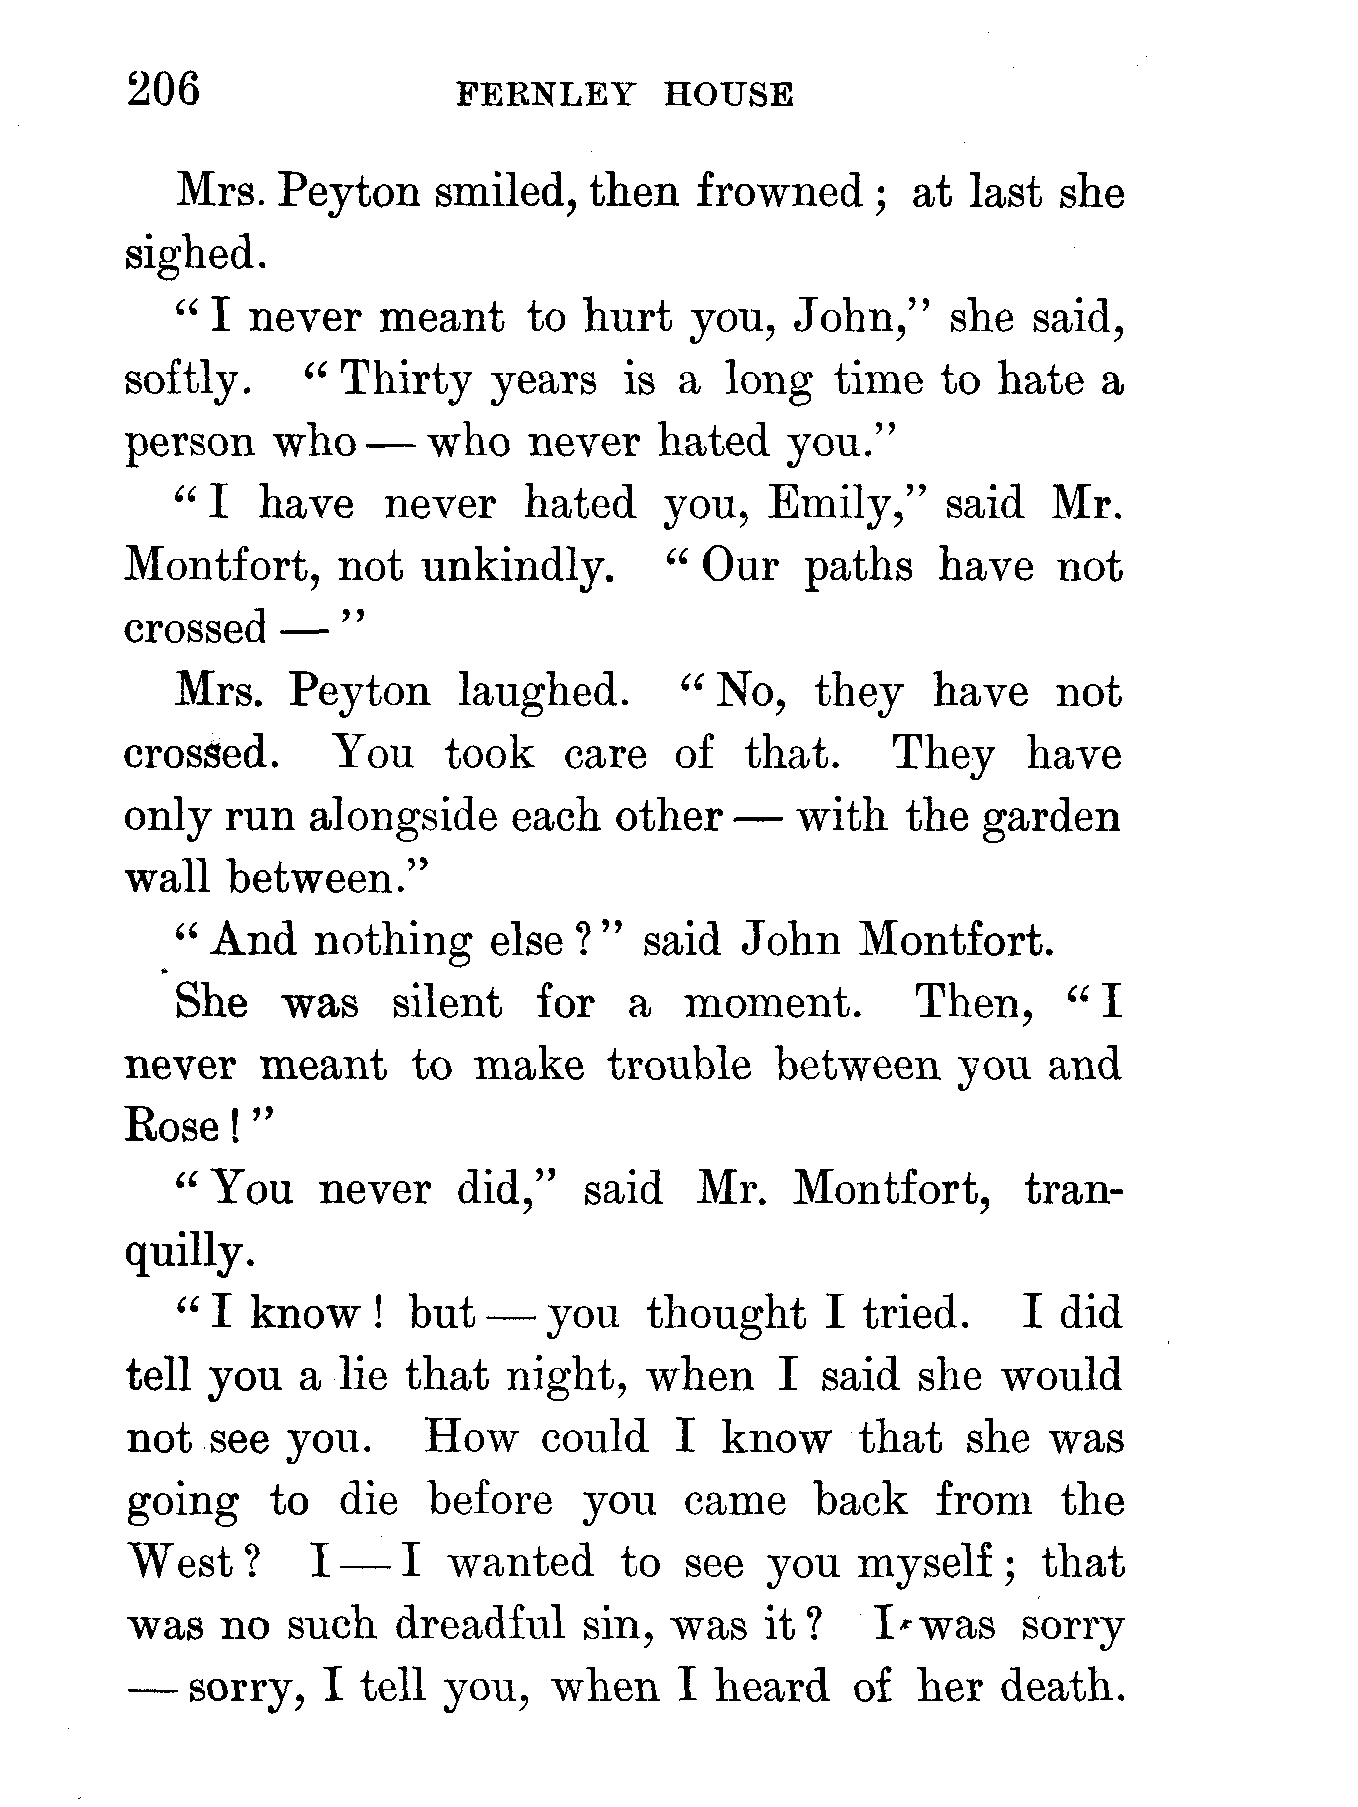 206 FERNLEY HOUSE
Mrs. Peyton smiled, then frowned; at last she
sighed.
"I never meant to hurt you, John," she said,
softly. "Thirty years is a long time to hate a
person who — who never hated you."
"I have never hated you, Emily," said Mr.
Montfort, not unkindly. "Our paths have not
crossed — "
Mrs. Peyton laughed. "No, they have not
crossed. You took care of that. They have
only run alongside each other — with the garden
wall between."
"And nothing else?" said John Montfort.
She was silent for a moment. Then, "I
never meant to make trouble between you and
Rose!"
"You never did," said Mr. Montfort, tran-
quilly.
"I know! but — you thought I tried. I did
tell you a lie that night, when I said she would
not see you. How could I know that she was
going to die before you came back from the
West? I — I wanted to see you myself; that
was no such dreadful sin, was it? I was sorry
— sorry, I tell you, when I heard of her death.